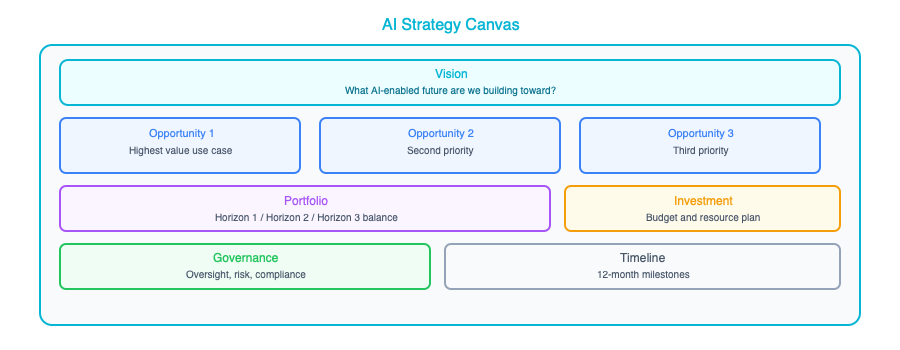 AI Strategy Canvas
Vision
What AI-enabled future are we building toward?
Opportunity 1
Highest value use case
Opportunity 2
Second priority
Opportunity 3
Third priority
Portfolio
Horizon 1 / Horizon 2 / Horizon 3 balance
Investment
Budget and resource plan
Governance
Oversight, risk, compliance
Timeline
12-month milestones